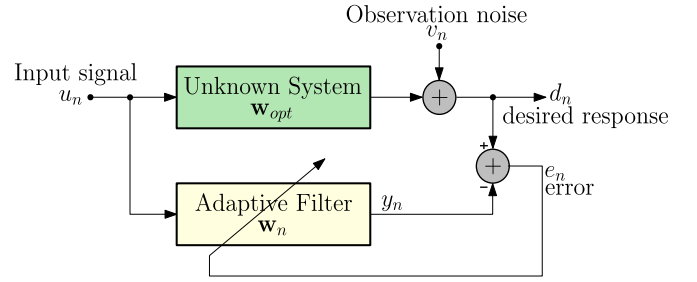 Observation noise
v_n
Input signal
u_n
Unknown System
w_opt
+
d_n
desired response
+
+
−
e_n
error
Adaptive Filter
w_n
y_n